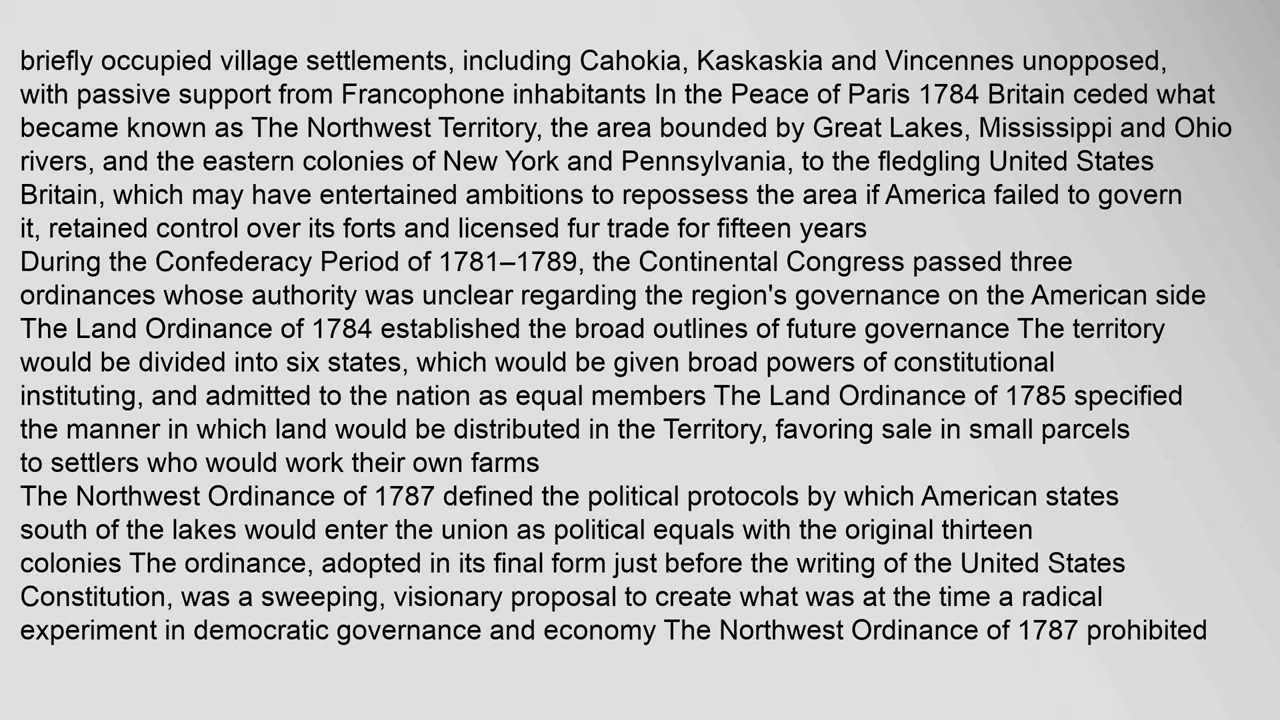 briefly occupied village settlements, including Cahokia, Kaskaskia and Vincennes unopposed,
with passive support from Francophone inhabitants In the Peace of Paris 1784 Britain ceded what
became known as The Northwest Territory, the area bounded by Great Lakes, Mississippi and Ohio
rivers, and the eastern colonies of New York and Pennsylvania, to the fledgling United States
Britain, which may have entertained ambitions to repossess the area if America failed to govern
it, retained control over its forts and licensed fur trade for fifteen years
During the Confederacy Period of 1781–1789, the Continental Congress passed three
ordinances whose authority was unclear regarding the region's governance on the American side
The Land Ordinance of 1784 established the broad outlines of future governance The territory
would be divided into six states, which would be given broad powers of constitutional
instituting, and admitted to the nation as equal members The Land Ordinance of 1785 specified
the manner in which land would be distributed in the Territory, favoring sale in small parcels
to settlers who would work their own farms
The Northwest Ordinance of 1787 defined the political protocols by which American states
south of the lakes would enter the union as political equals with the original thirteen
colonies The ordinance, adopted in its final form just before the writing of the United States
Constitution, was a sweeping, visionary proposal to create what was at the time a radical
experiment in democratic governance and economy The Northwest Ordinance of 1787 prohibited